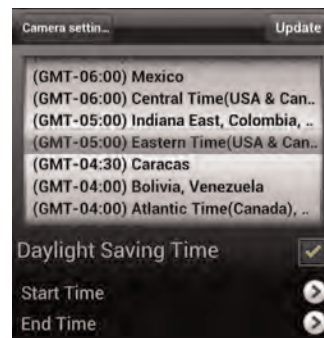 Camera settin...
Update
(GMT-06:00) Mexico
(GMT-06:00) Central Time(USA & Can..
(GMT-05:00) Indiana East, Colombia, ..
(GMT-05:00) Eastern Time(USA & Can..
(GMT-04:30) Caracas
(GMT-04:00) Bolivia, Venezuela
(GMT-04:00) Atlantic Time(Canada), ..
Daylight Saving Time
Start Time
End Time